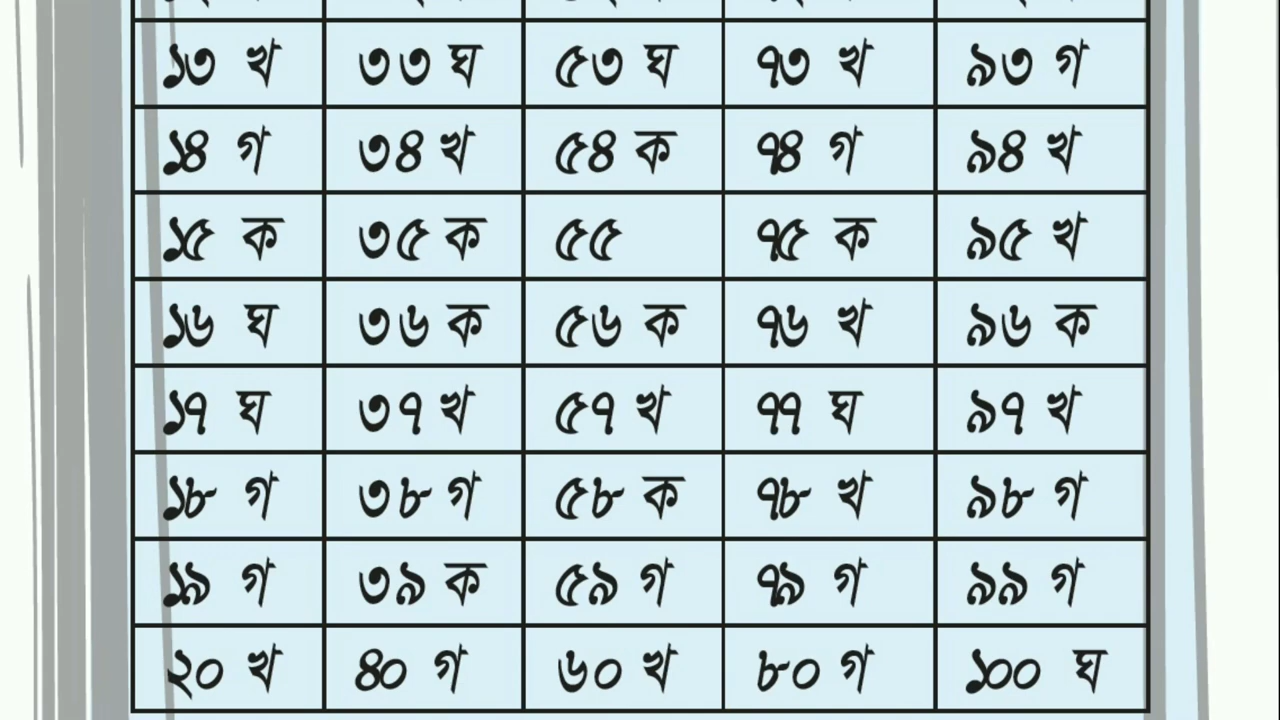 ১৩ খ ৩৩ ঘ ৫৩ ঘ ৭৩ খ ৯৩ গ
১৪ গ ৩৪ খ ৫৪ ক ৭৪ গ ৯৪ খ
১৫ ক ৩৫ ক ৫৫ ৭৫ ক ৯৫ খ
১৬ ঘ ৩৬ ক ৫৬ ক ৭৬ খ ৯৬ ক
১৭ ঘ ৩৭ খ ৫৭ খ ৭৭ ঘ ৯৭ খ
১৮ গ ৩৮ গ ৫৮ ক ৭৮ খ ৯৮ গ
১৯ গ ৩৯ ক ৫৯ গ ৭৯ গ ৯৯ গ
২০ খ ৪০ গ ৬০ খ ৮০ গ ১০০ ঘ